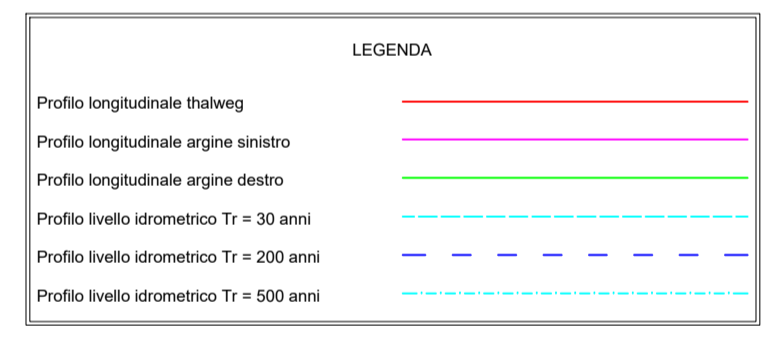 LEGENDA
Profilo longitudinale thalweg
Profilo longitudinale argine sinistro
Profilo longitudinale argine destro
Profilo livello idrometrico Tr = 30 anni
Profilo livello idrometrico Tr = 200 anni
Profilo livello idrometrico Tr = 500 anni